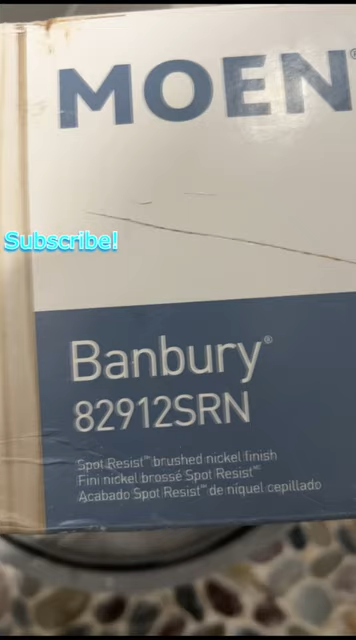 MOEN®
Subscribe!
Banbury®
82912SRN
Spot Resist™ brushed nickel finish
Fini nickel brossé Spot Resist™
Acabado Spot Resist™ de níquel cepillado